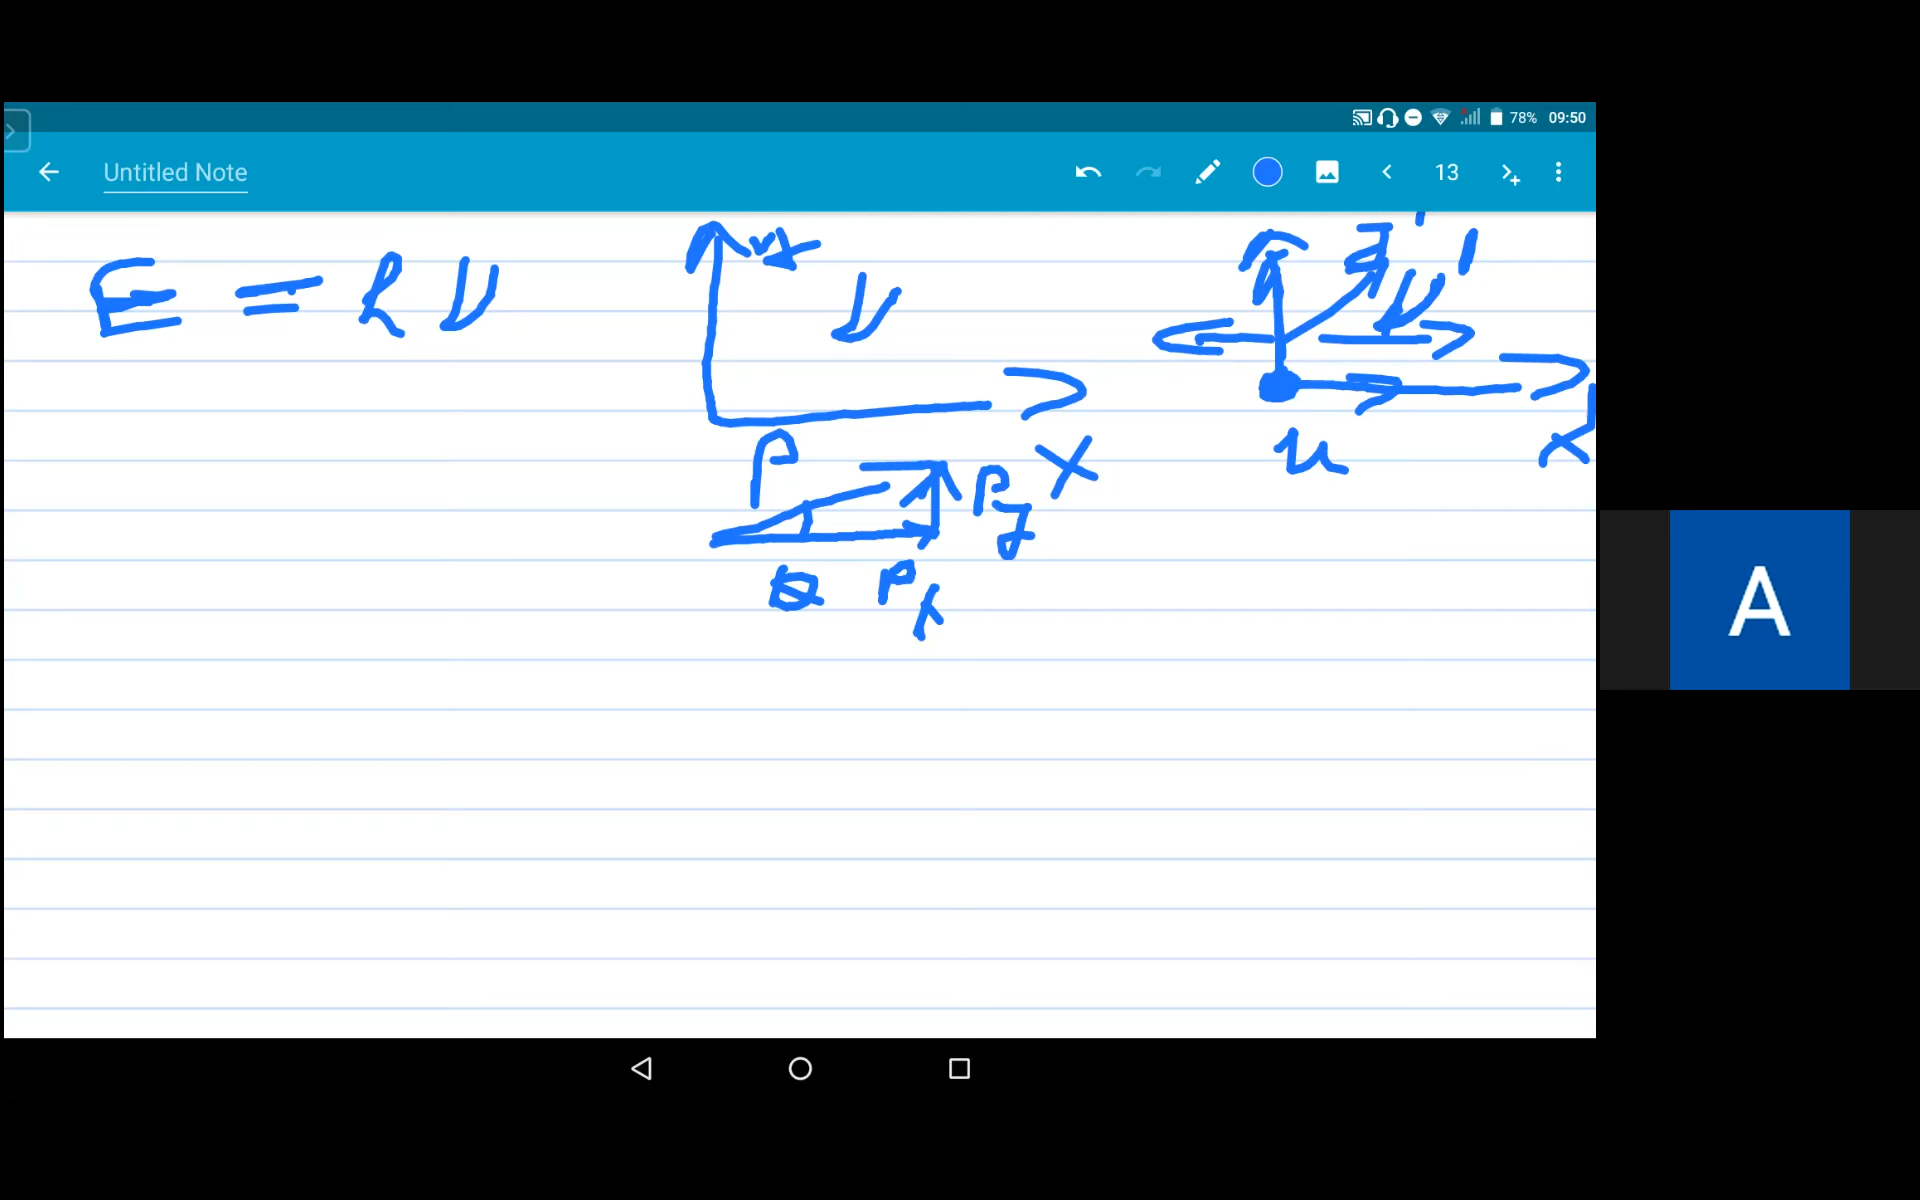 78% 09:50
Untitled Note
13
E = h ν
y
ν
x
P
Py
θ
Px
ν'
u
x'
A